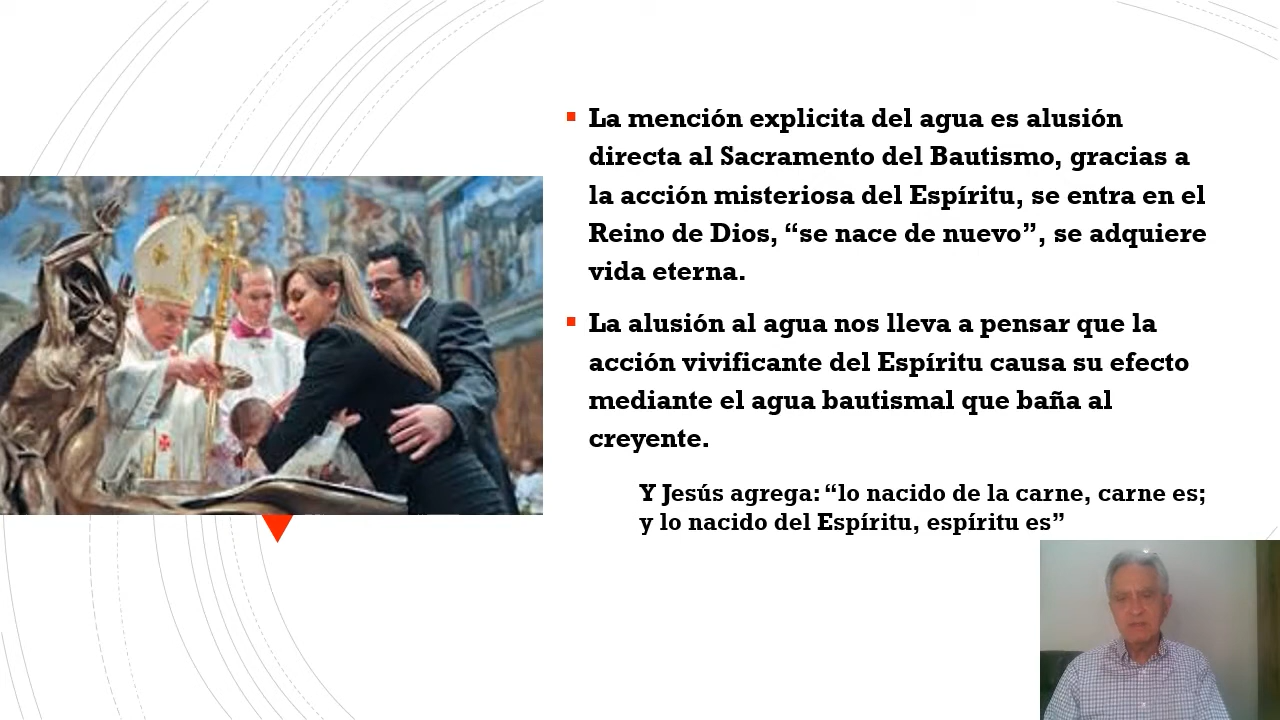 La mención explicita del agua es alusión
directa al Sacramento del Bautismo, gracias a
la acción misteriosa del Espíritu, se entra en el
Reino de Dios, “se nace de nuevo”, se adquiere
vida eterna.
La alusión al agua nos lleva a pensar que la
acción vivificante del Espíritu causa su efecto
mediante el agua bautismal que baña al
creyente.
Y Jesús agrega: “lo nacido de la carne, carne es;
y lo nacido del Espíritu, espíritu es”